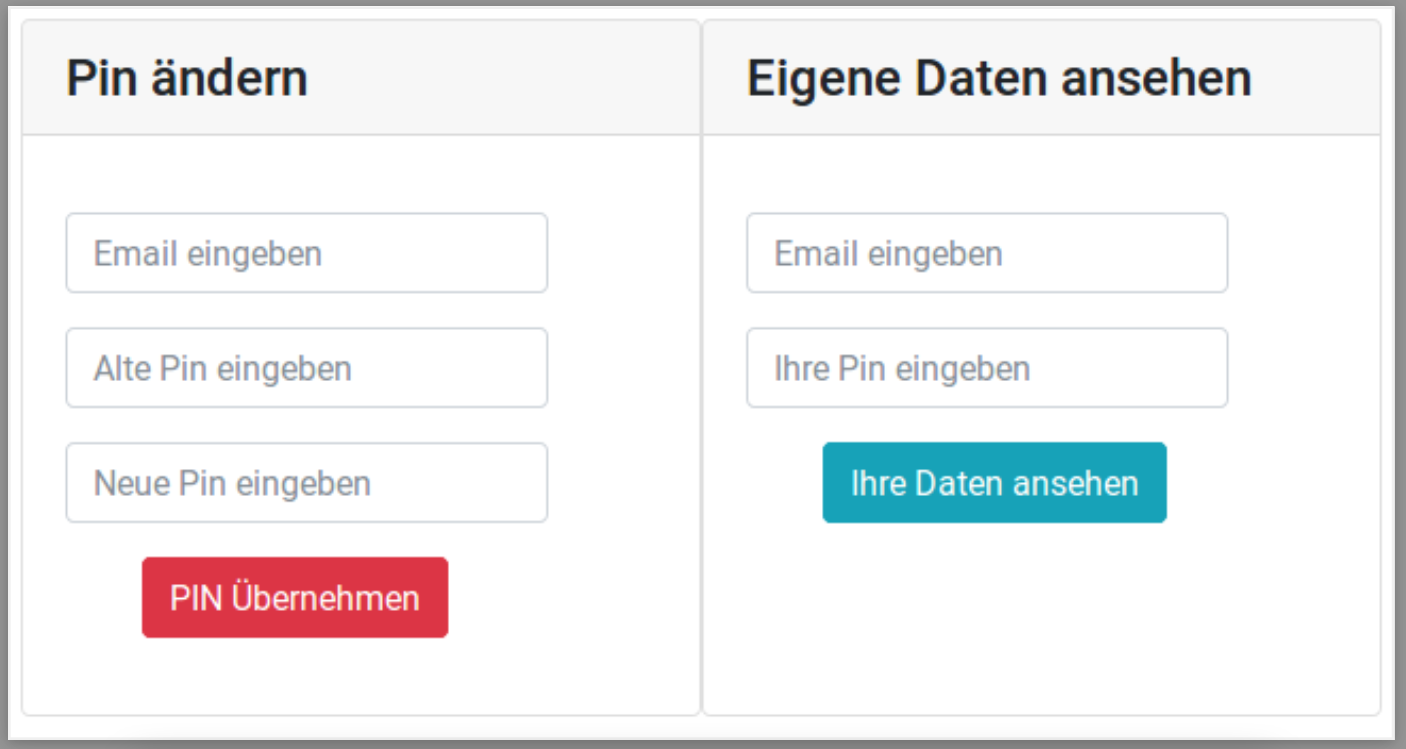 Pin ändern
Email eingeben
Alte Pin eingeben
Neue Pin eingeben
PIN Übernehmen
Eigene Daten ansehen
Email eingeben
Ihre Pin eingeben
Ihre Daten ansehen